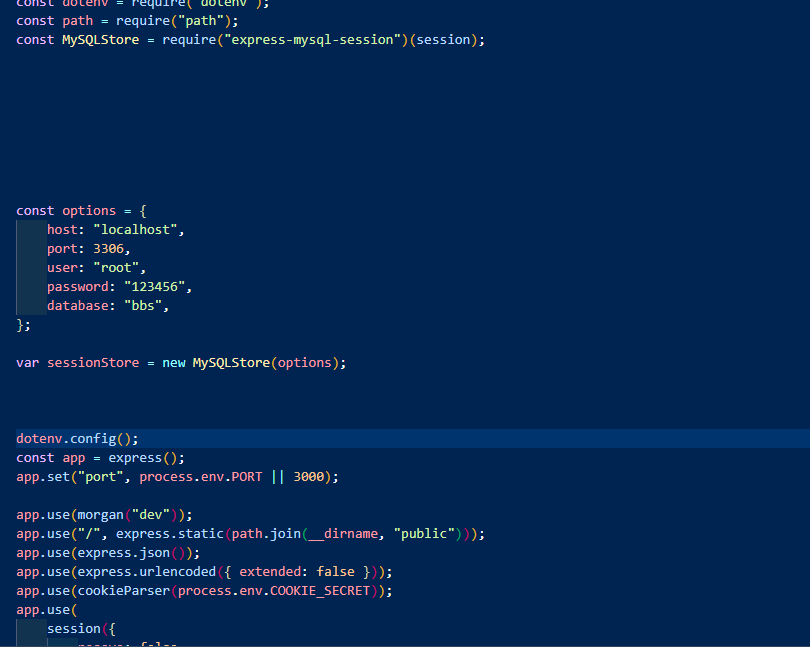 const dotenv = require("dotenv");
const path = require("path");
const MySQLStore = require("express-mysql-session")(session);
const options = {
host: "localhost",
port: 3306,
user: "root",
password: "123456",
database: "bbs",
};
var sessionStore = new MySQLStore(options);
dotenv.config();
const app = express();
app.set("port", process.env.PORT || 3000);
app.use(morgan("dev"));
app.use("/", express.static(path.join(__dirname, "public")));
app.use(express.json());
app.use(express.urlencoded({ extended: false }));
app.use(cookieParser(process.env.COOKIE_SECRET));
app.use(
session({